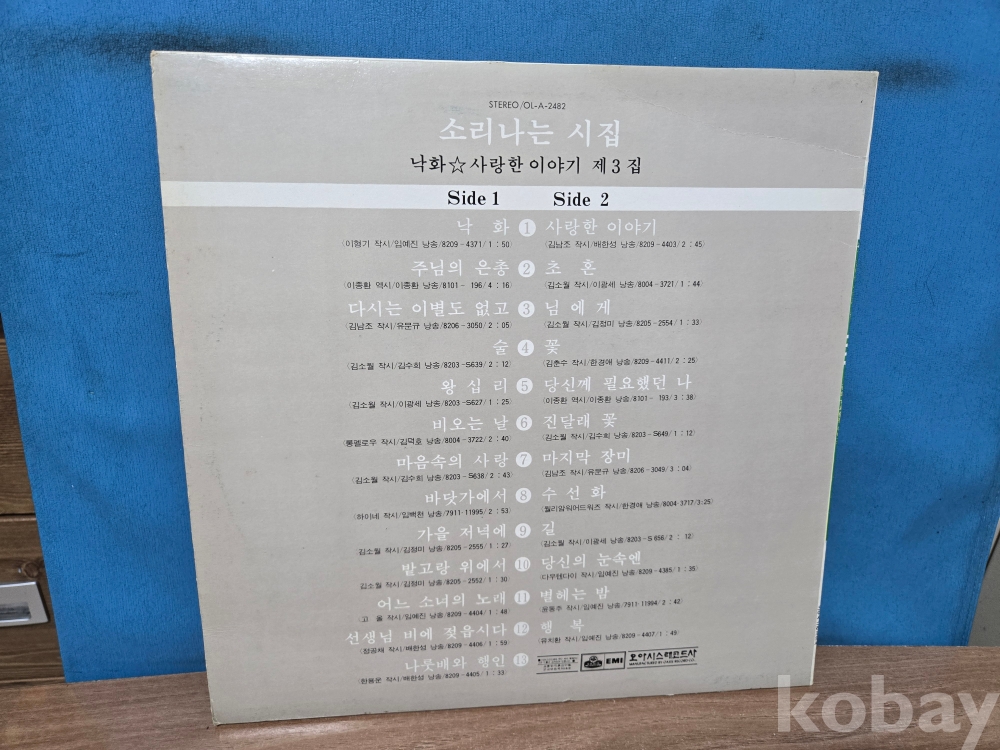 STEREO/OL-A-2482
소리나는 시집
낙화☆사랑한 이야기 제3집
Side 1 Side 2
낙 화 1 사랑한 이야기
(이형기 작시/임예진 낭송/8209-4371/1:50) (김남조 작시/배한성 낭송/8209-4403/2:45)
주님의 은총 2 초 혼
(이종환 역시/이종환 낭송/8101-196/4:16) (김소월 작시/이광세 낭송/8004-3721/1:44)
다시는 이별도 없고 3 님 에 게
(김남조 작시/유문규 낭송/8206-3050/2:05) (김소월 작시/김정미 낭송/8205-2554/1:33)
술 4 꽃
(김소월 작시/김수희 낭송/8203-S639/2:12) (김춘수 작시/한경애 낭송/8209-4411/2:25)
왕 십 리 5 당신께 필요했던 나
(김소월 작시/이광세 낭송/8203-S627/1:25) (이종환 역시/이종환 낭송/8101-193/3:38)
비오는 날 6 진달래 꽃
(롱펠로우 작시/김덕호 낭송/8004-3722/2:40) (김소월 작시/김수희 낭송/8203-S649/1:12)
마음속의 사랑 7 마지막 장미
(김소월 작시/김수희 낭송/8203-S638/2:43) (김남조 작시/유문규 낭송/8206-3049/3:04)
바닷가에서 8 수 선 화
(하이네 작시/임백천 낭송/7911-11995/2:53) (월리암워어드워즈 작시/한경애 낭송/8004-3717/3:25)
가을 저녁에 9 길
(김소월 작시/김정미 낭송/8205-2555/1:27) (김소월 작시/이광세 낭송/8203-S656/2:12)
밭고랑 위에서 10 당신의 눈속엔
(김소월 작시/김정미 낭송/8205-2552/1:30) (다우텐다이 작시/임예진 낭송/8209-4385/1:35)
어느 소녀의 노래 11 별헤는 밤
(고 을 작시/임예진 낭송/8209-4404/1:48) (윤동주 작시/임예진 낭송/7911-11994/2:42)
선생님 비에 젖읍시다 12 행 복
(정공채 작시/배한성 낭송/8209-4406/1:59) (유치환 작시/임예진 낭송/8209-4407/1:49)
나룻배와 행인 13
(한용운 작시/배한성 낭송/8209-4405/1:33)
EMI 오아시스레코드사
MANUFACTURED BY OASIS RECORD CO.
kobay